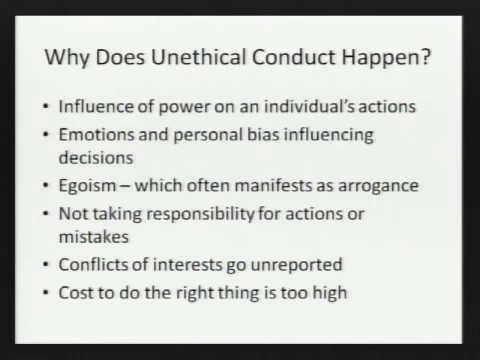 Why Does Unethical Conduct Happen?
• Influence of power on an individual's actions
• Emotions and personal bias influencing
decisions
• Egoism – which often manifests as arrogance
• Not taking responsibility for actions or
mistakes
• Conflicts of interests go unreported
• Cost to do the right thing is too high